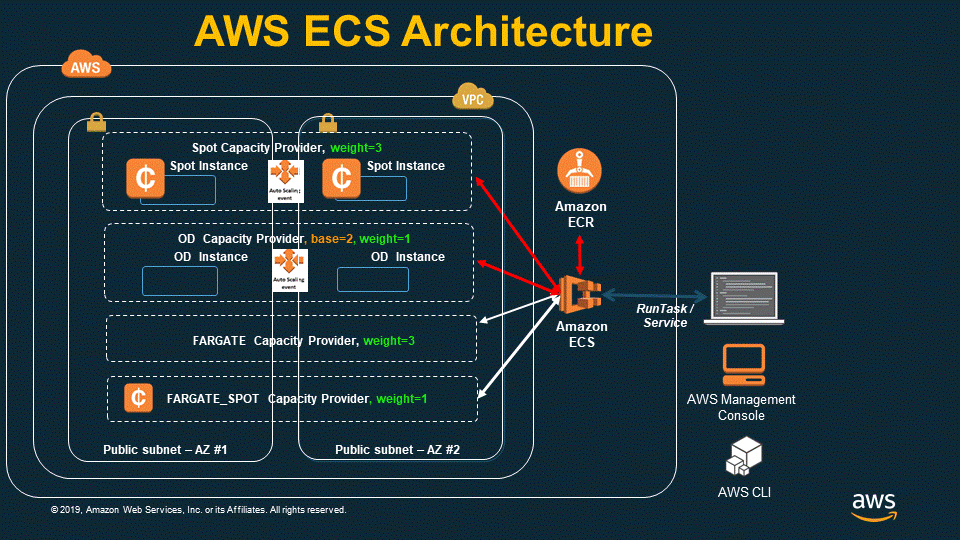 AWS ECS Architecture
AWS
VPC
Spot Capacity Provider, weight=3
Spot Instance
Spot Instance
Auto Scaling
event
OD Capacity Provider, base=2, weight=1
OD Instance
OD Instance
Auto Scaling
event
FARGATE Capacity Provider, weight=3
FARGATE_SPOT Capacity Provider, weight=1
Public subnet – AZ #1
Public subnet – AZ #2
Amazon
ECR
Amazon
ECS
RunTask /
Service
AWS Management
Console
AWS CLI
© 2019, Amazon Web Services, Inc. or its Affiliates. All rights reserved.
aws